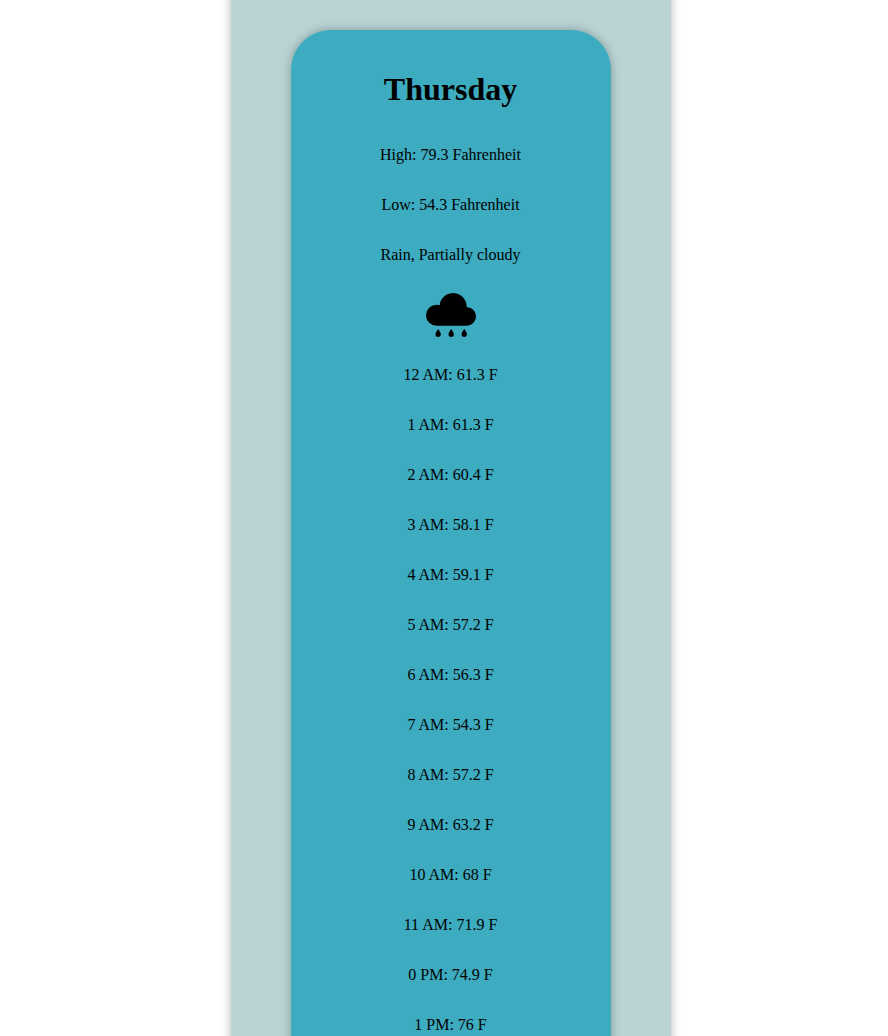 Thursday
High: 79.3 Fahrenheit
Low: 54.3 Fahrenheit
Rain, Partially cloudy
12 AM: 61.3 F
1 AM: 61.3 F
2 AM: 60.4 F
3 AM: 58.1 F
4 AM: 59.1 F
5 AM: 57.2 F
6 AM: 56.3 F
7 AM: 54.3 F
8 AM: 57.2 F
9 AM: 63.2 F
10 AM: 68 F
11 AM: 71.9 F
0 PM: 74.9 F
1 PM: 76 F